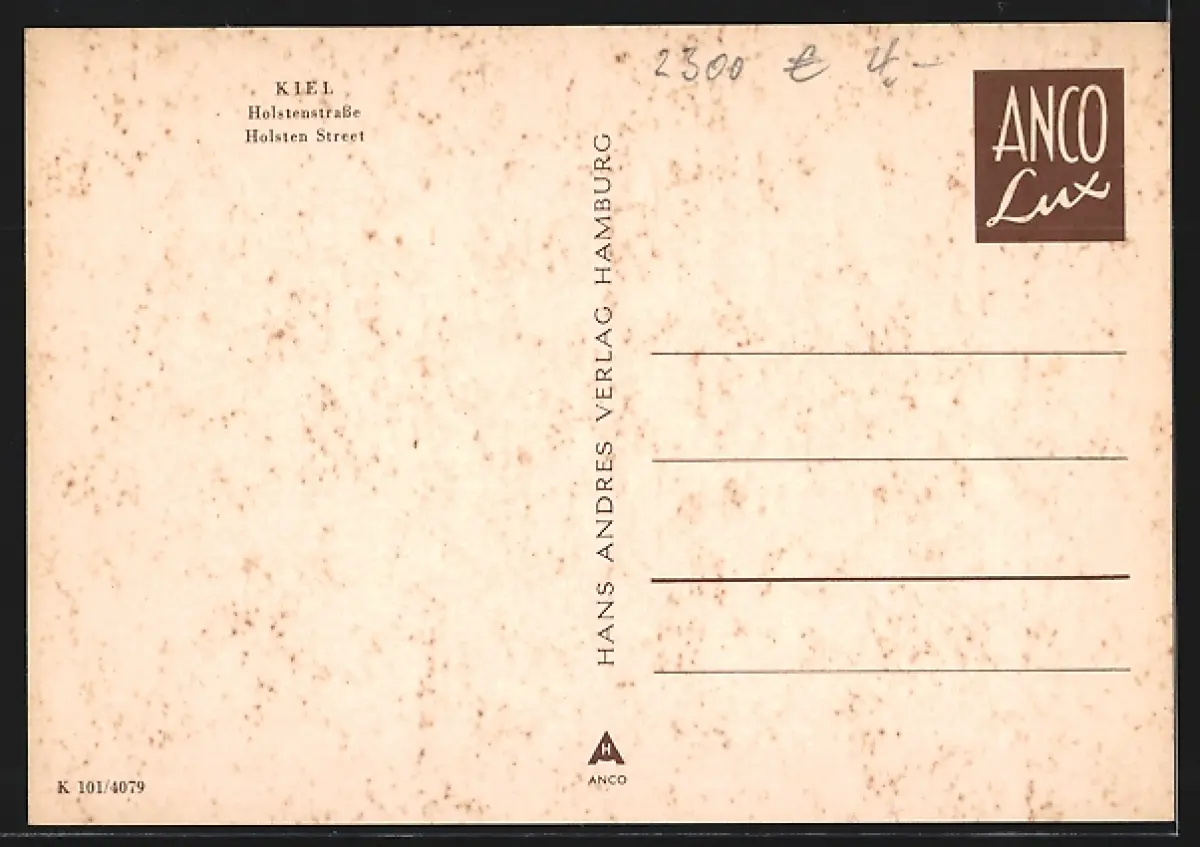 KIEL
Holstenstraße
Holsten Street
2300 € 4,-
ANCO
Lux
HANS ANDRES VERLAG HAMBURG
H
ANCO
K 101/4079